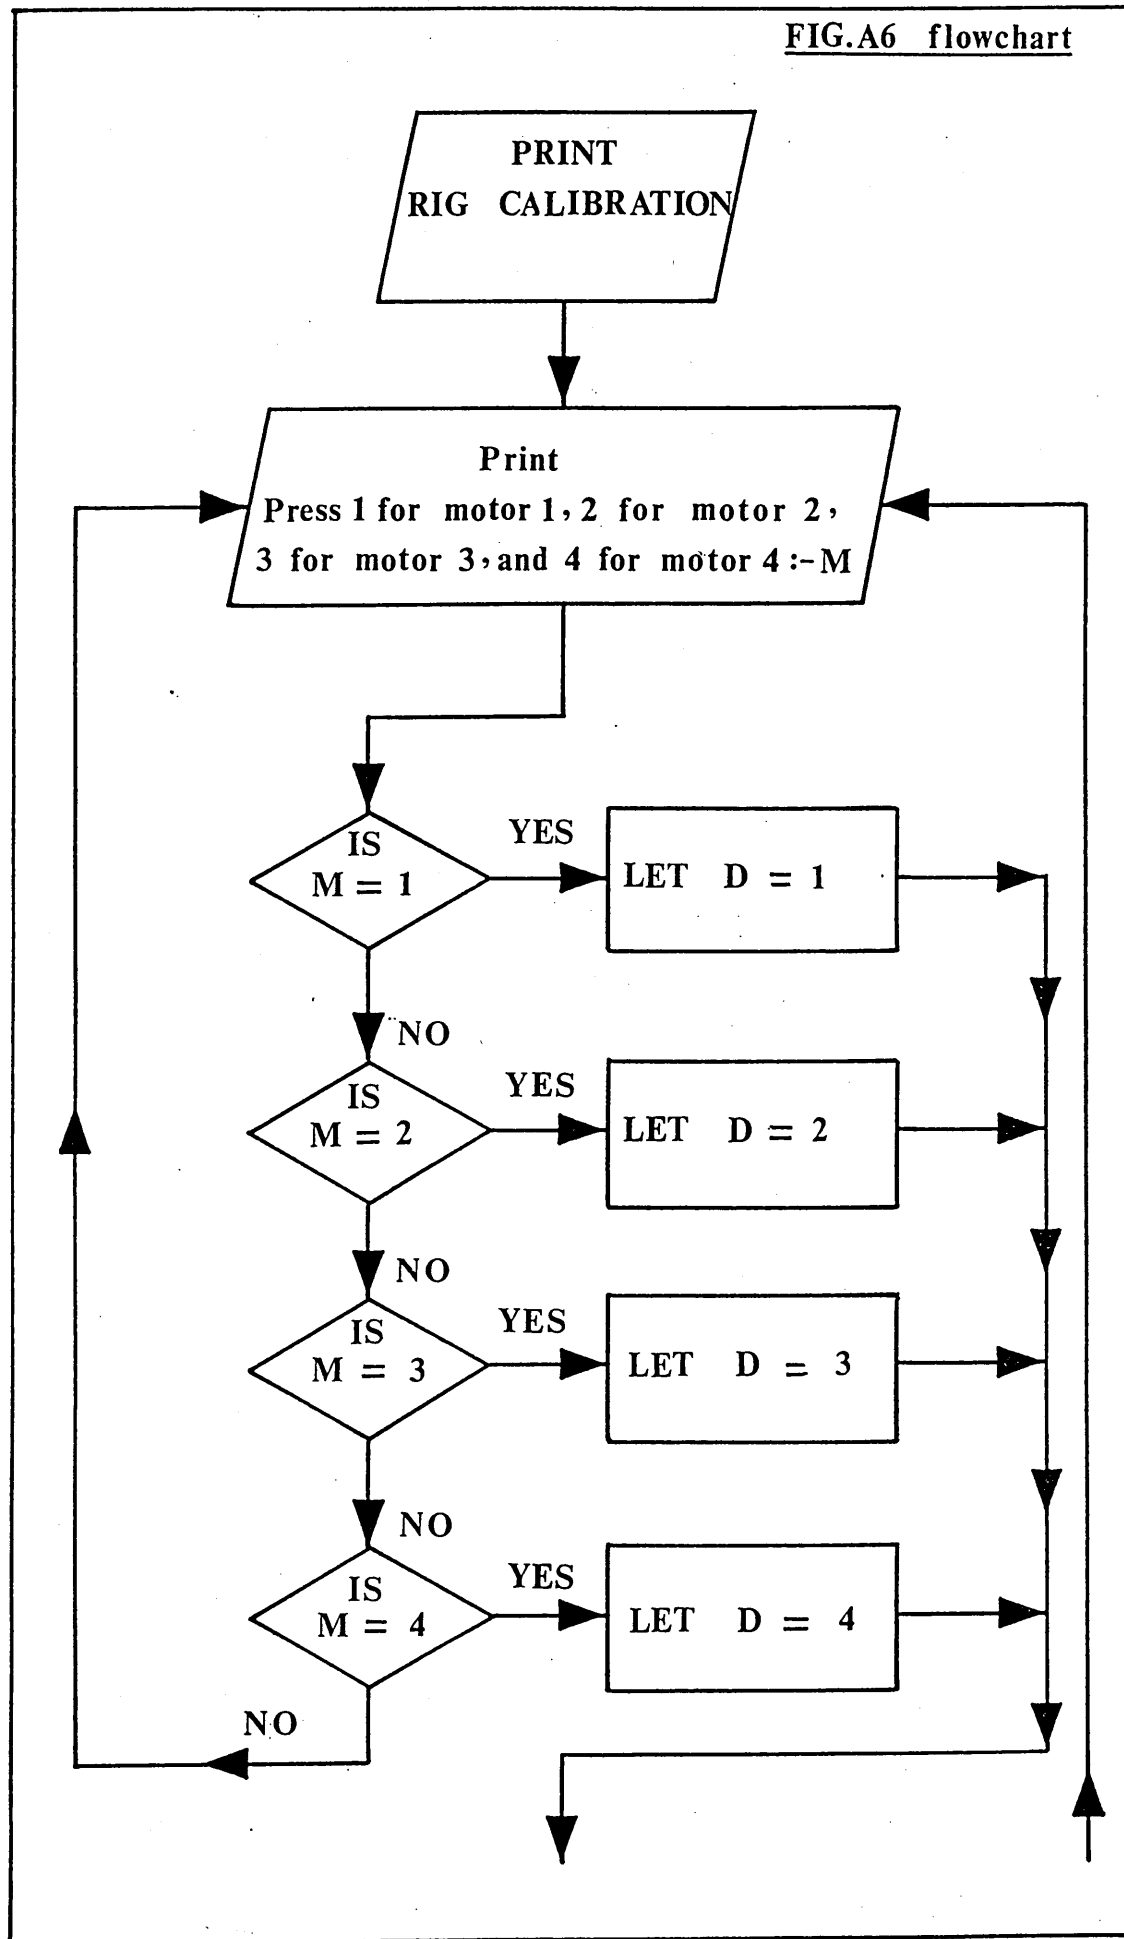 FIG.A6 flowchart
PRINT
RIG CALIBRATION
Print
Press 1 for motor 1, 2 for motor 2,
3 for motor 3, and 4 for motor 4 :- M
IS
M = 1
YES
LET D = 1
NO
IS
M = 2
YES
LET D = 2
NO
IS
M = 3
YES
LET D = 3
NO
IS
M = 4
YES
LET D = 4
NO